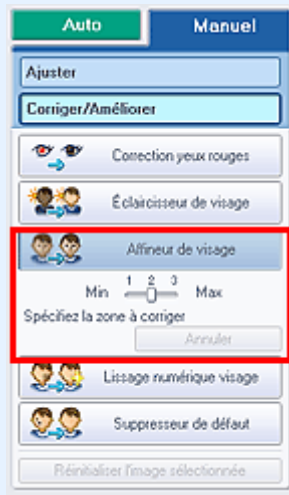 Auto
Manuel
Ajuster
Corriger/Améliorer
Correction yeux rouges
Éclaircisseur de visage
Affineur de visage
1 2 3
Min Max
Spécifiez la zone à corriger
Annuler
Lissage numérique visage
Suppresseur de défaut
Réinitialiser l'image sélectionnée